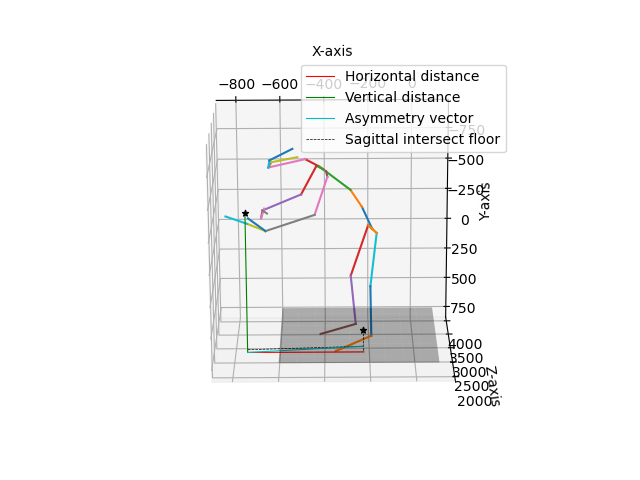 X-axis
−800 −600 −400 −200 0
Horizontal distance
Vertical distance
Asymmetry vector
Sagittal intersect floor
−750
−500
−250
0
250
500
750
Y-axis
4000
3500
3000
2500
2000
Z-axis